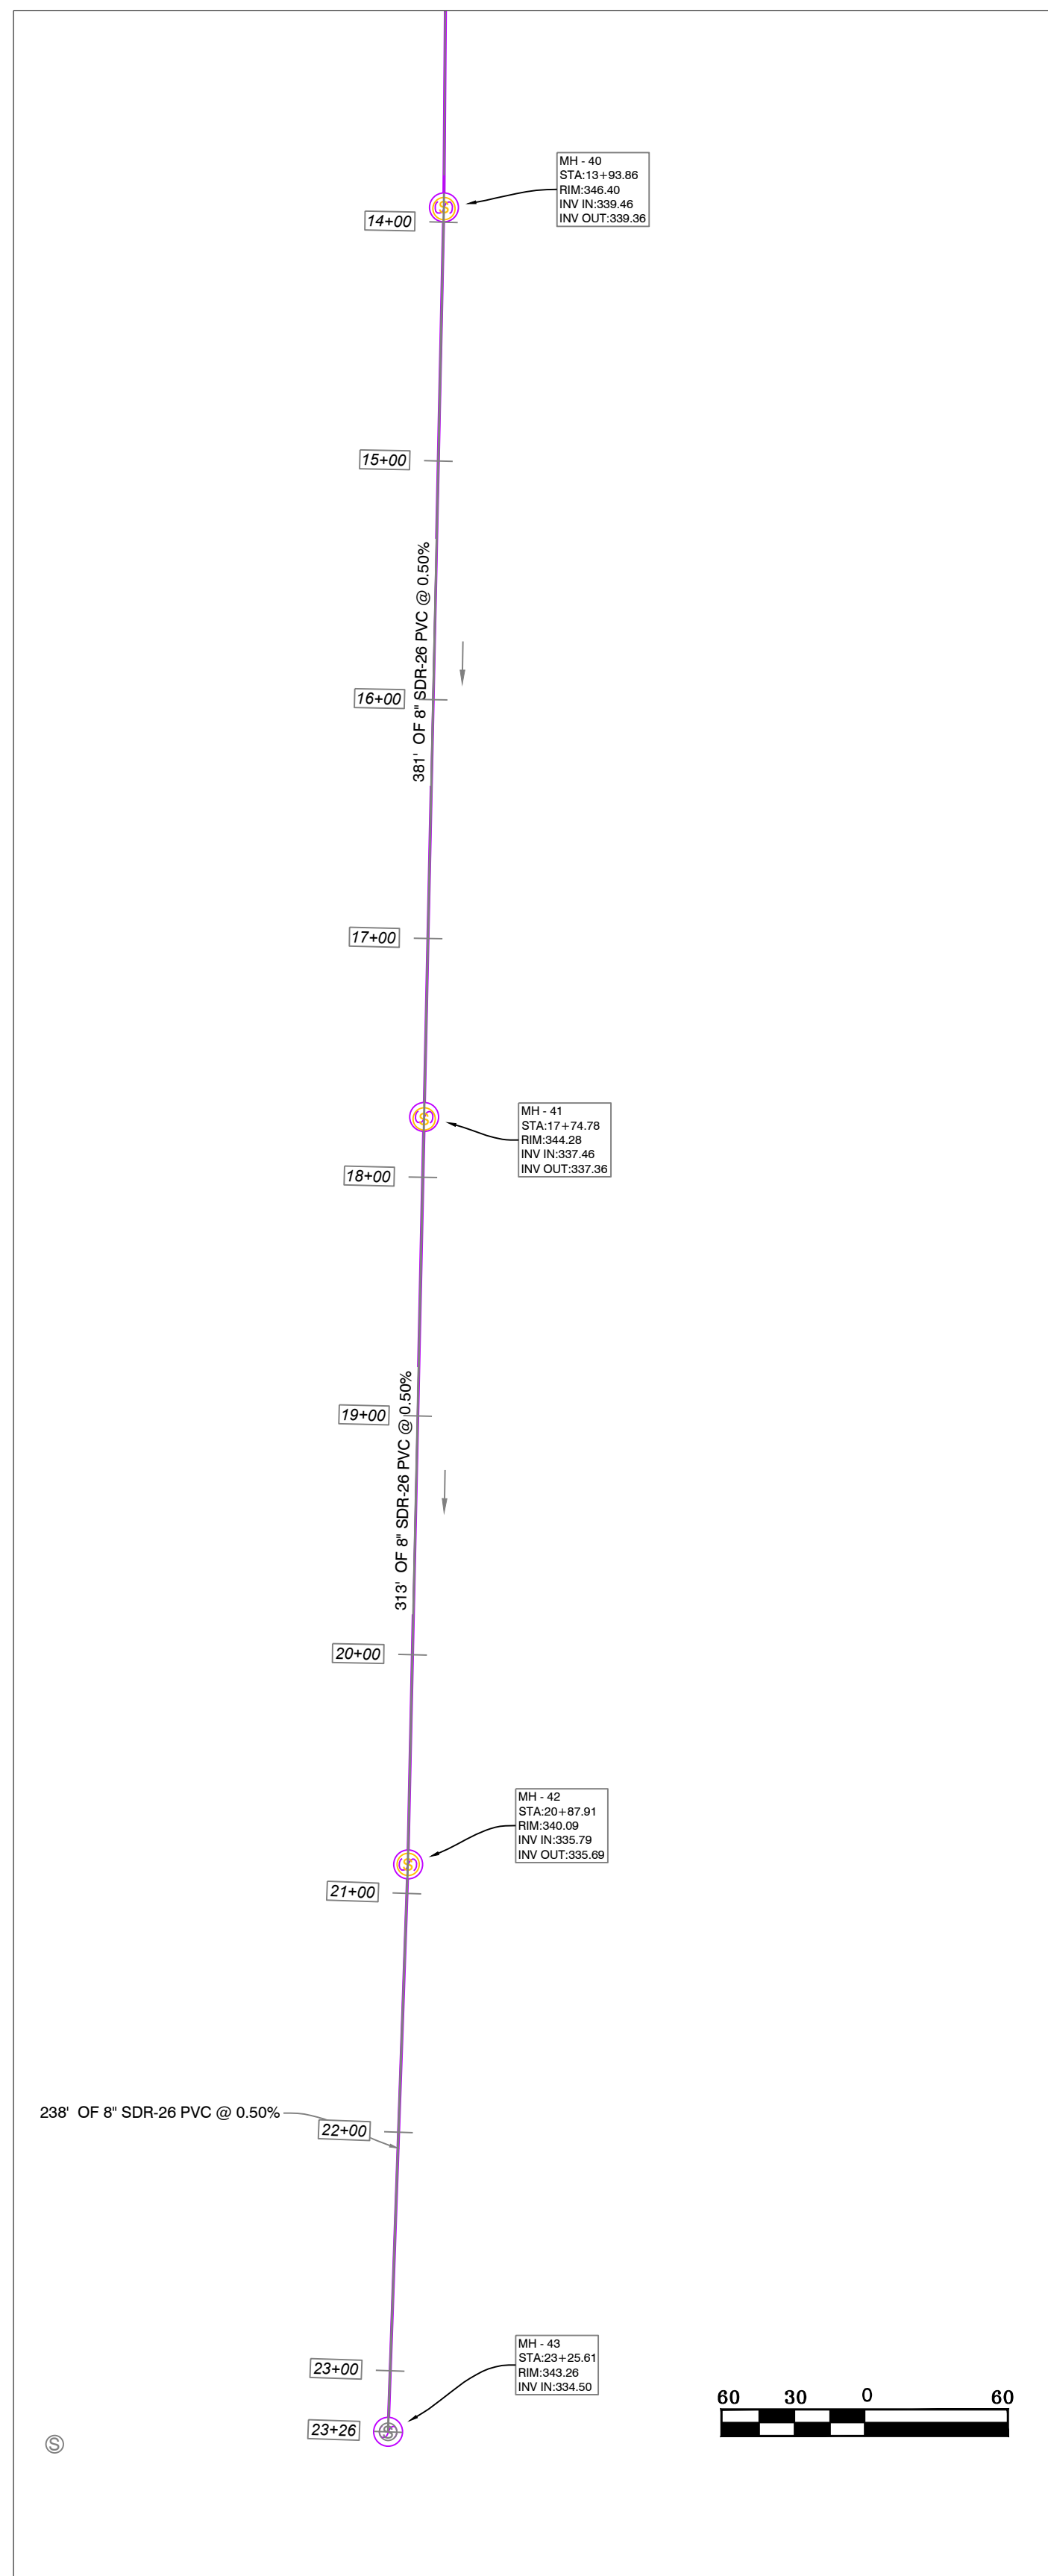 MH - 40
STA:13+93.86
RIM:346.40
INV IN:339.46
INV OUT:339.36
S
14+00
15+00
381' OF 8" SDR-26 PVC @ 0.50%
16+00
17+00
MH - 41
STA:17+74.78
RIM:344.28
INV IN:337.46
INV OUT:337.36
S
18+00
313' OF 8" SDR-26 PVC @ 0.50%
19+00
20+00
MH - 42
STA:20+87.91
RIM:340.09
INV IN:335.79
INV OUT:335.69
S
21+00
238' OF 8" SDR-26 PVC @ 0.50%
22+00
MH - 43
STA:23+25.61
RIM:343.26
INV IN:334.50
23+00
60 30 0 60
23+26
S
S